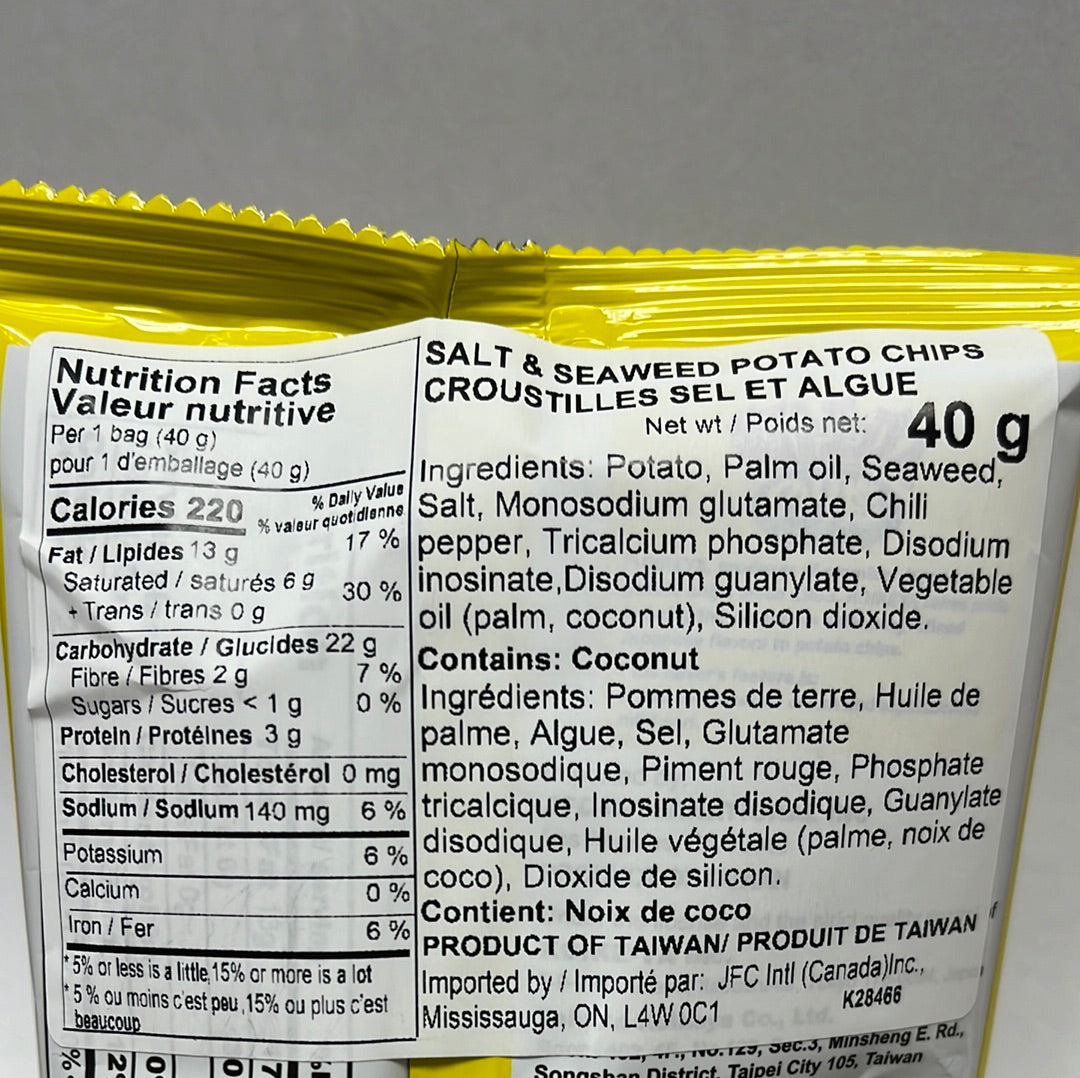 Nutrition Facts
Valeur nutritive
Per 1 bag (40 g)
pour 1 d'emballage (40 g)
Calories 220
% Daily Value
% valeur quotidienne
Fat / Lipides 13 g 17 %
Saturated / saturés 6 g 30 %
+ Trans / trans 0 g
Carbohydrate / Glucides 22 g
Fibre / Fibres 2 g 7 %
Sugars / Sucres < 1 g 0 %
Protein / Protéines 3 g
Cholesterol / Cholestérol 0 mg
Sodium / Sodium 140 mg 6 %
Potassium 6 %
Calcium 0 %
Iron / Fer 6 %
* 5% or less is a little, 15% or more is a lot
* 5 % ou moins c'est peu, 15% ou plus c'est
beaucoup
SALT & SEAWEED POTATO CHIPS
CROUSTILLES SEL ET ALGUE
Net wt / Poids net: 40 g
Ingredients: Potato, Palm oil, Seaweed,
Salt, Monosodium glutamate, Chili
pepper, Tricalcium phosphate, Disodium
inosinate, Disodium guanylate, Vegetable
oil (palm, coconut), Silicon dioxide.
Contains: Coconut
Ingrédients: Pommes de terre, Huile de
palme, Algue, Sel, Glutamate
monosodique, Piment rouge, Phosphate
tricalcique, Inosinate disodique, Guanylate
disodique, Huile végétale (palme, noix de
coco), Dioxide de silicon.
Contient: Noix de coco
PRODUCT OF TAIWAN/ PRODUIT DE TAIWAN
Imported by / Importé par: JFC Intl (Canada)Inc.,
Mississauga, ON, L4W 0C1
K28466
No.129, Sec.3, Minsheng E. Rd.,
Songshan District, Taipei City 105, Taiwan